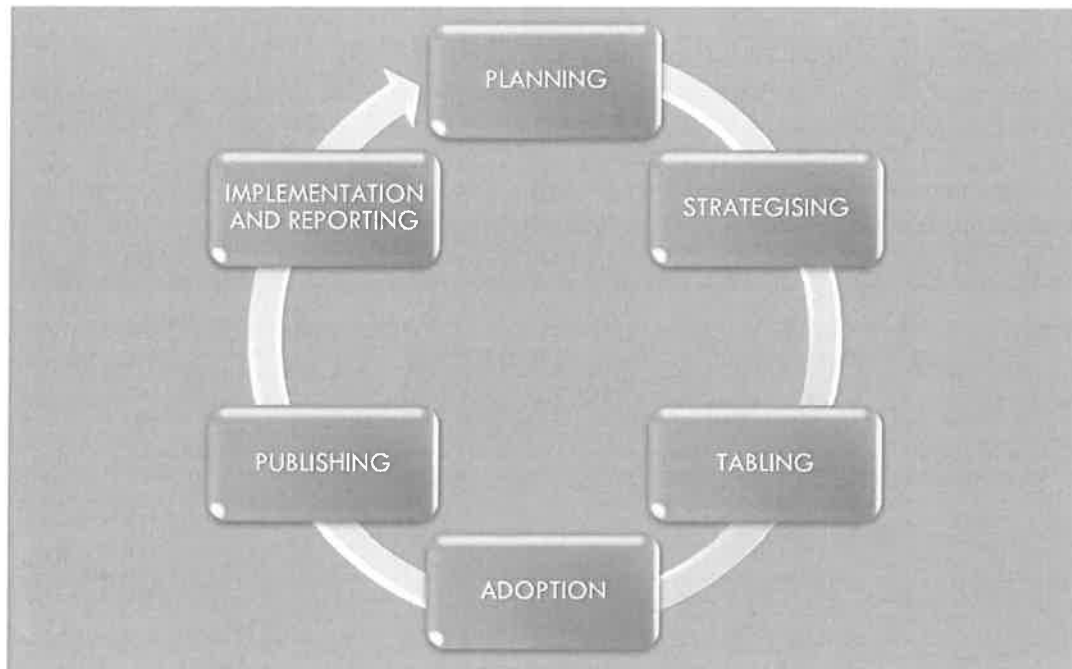 PLANNING
STRATEGISING
TABLING
ADOPTION
PUBLISHING
IMPLEMENTATION
AND REPORTING